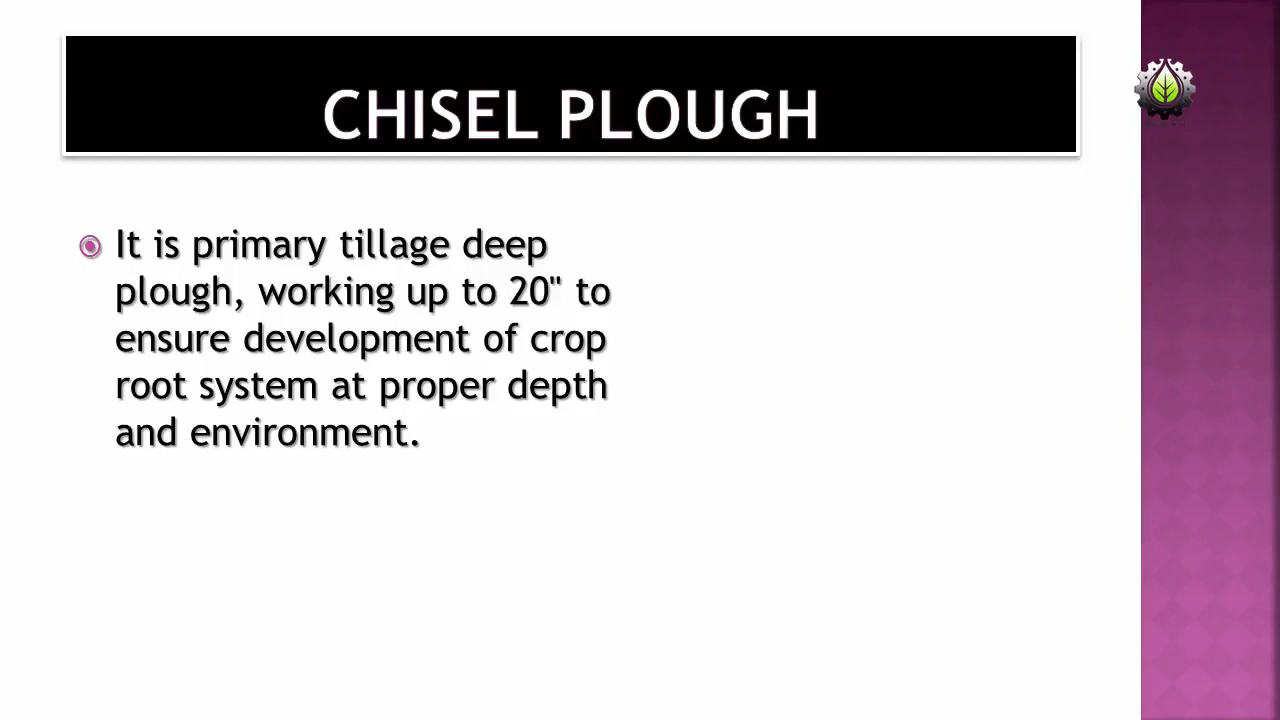 CHISEL PLOUGH
It is primary tillage deep
plough, working up to 20" to
ensure development of crop
root system at proper depth
and environment.